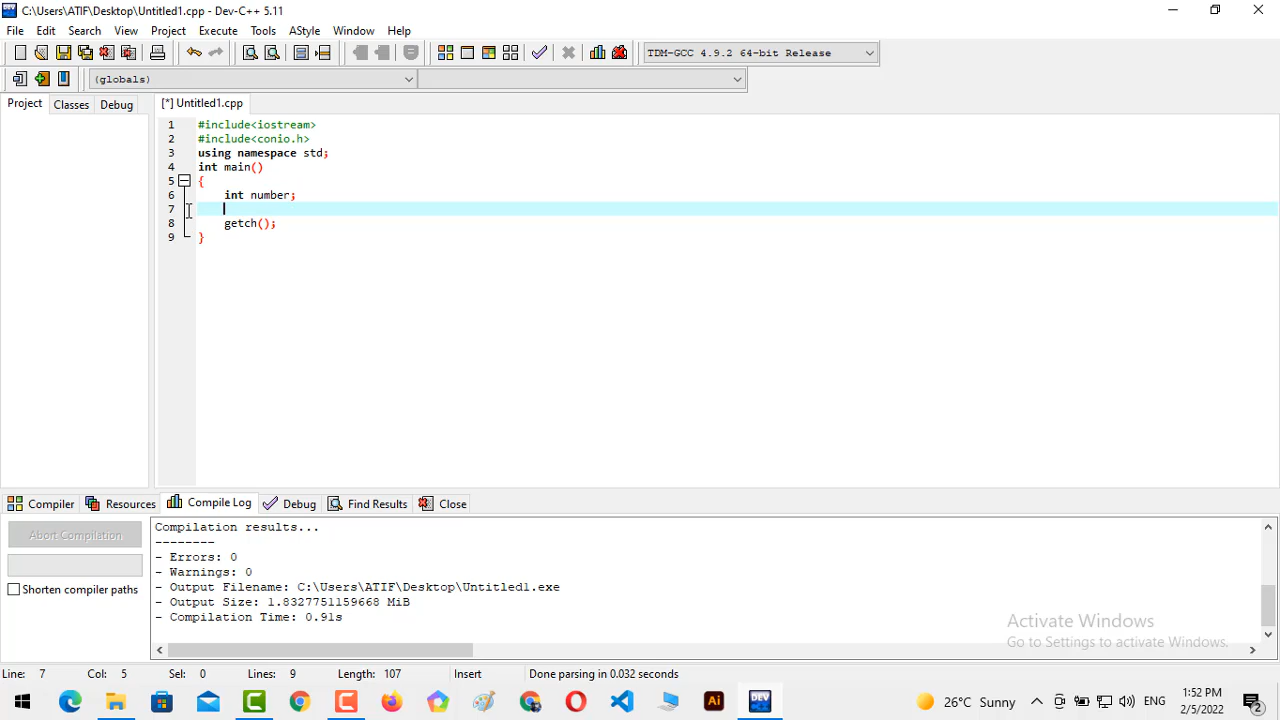 C:\Users\ATIF\Desktop\Untitled1.cpp - Dev-C++ 5.11
File Edit Search View Project Execute Tools AStyle Window Help
TDM-GCC 4.9.2 64-bit Release
(globals)
Project Classes Debug
[*] Untitled1.cpp
1 #include<iostream>
2 #include<conio.h>
3 using namespace std;
4 int main()
5 {
6 int number;
7
8 getch();
9 }
Compiler Resources Compile Log Debug Find Results Close
Abort Compilation
Shorten compiler paths
Compilation results...
--------
- Errors: 0
- Warnings: 0
- Output Filename: C:\Users\ATIF\Desktop\Untitled1.exe
- Output Size: 1.8327751159668 MiB
- Compilation Time: 0.91s
Activate Windows
Go to Settings to activate Windows.
Line: 7 Col: 5 Sel: 0 Lines: 9 Length: 107 Insert Done parsing in 0.032 seconds
Ai
DEV
26°C Sunny
ENG
1:52 PM
2/5/2022
2